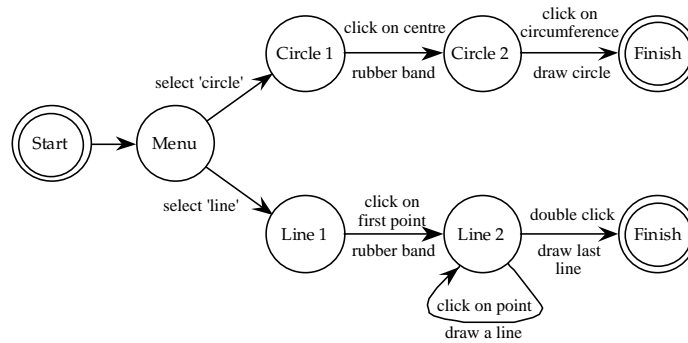 click on centre
click on
circumference
Circle 1
Circle 2
Finish
rubber band
draw circle
select 'circle'
Start
Menu
select 'line'
click on
first point
double click
Line 1
Line 2
Finish
rubber band
draw last
line
click on point
draw a line